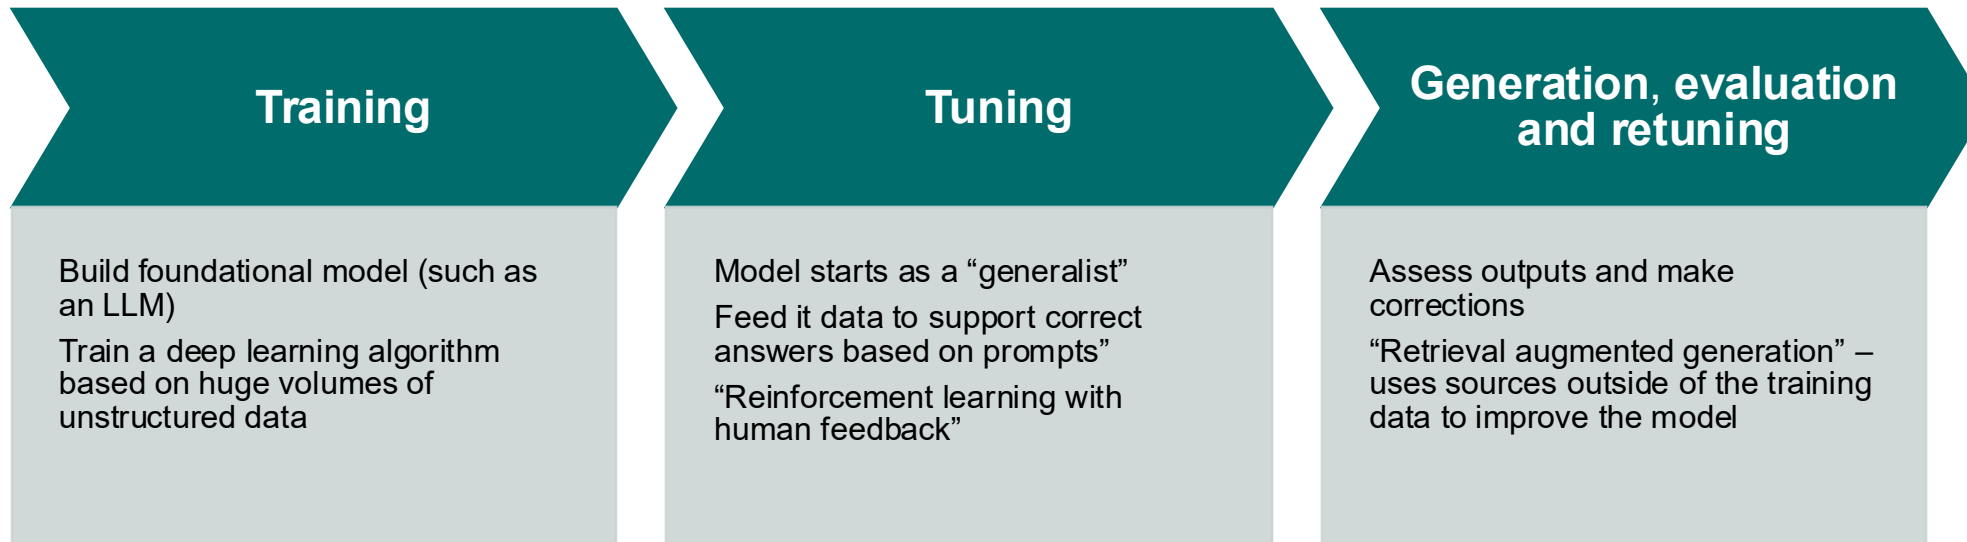 Training
Build foundational model (such as
an LLM)
Train a deep learning algorithm
based on huge volumes of
unstructured data
Tuning
Model starts as a “generalist”
Feed it data to support correct
answers based on prompts”
“Reinforcement learning with
human feedback”
Generation, evaluation
and retuning
Assess outputs and make
corrections
“Retrieval augmented generation” –
uses sources outside of the training
data to improve the model